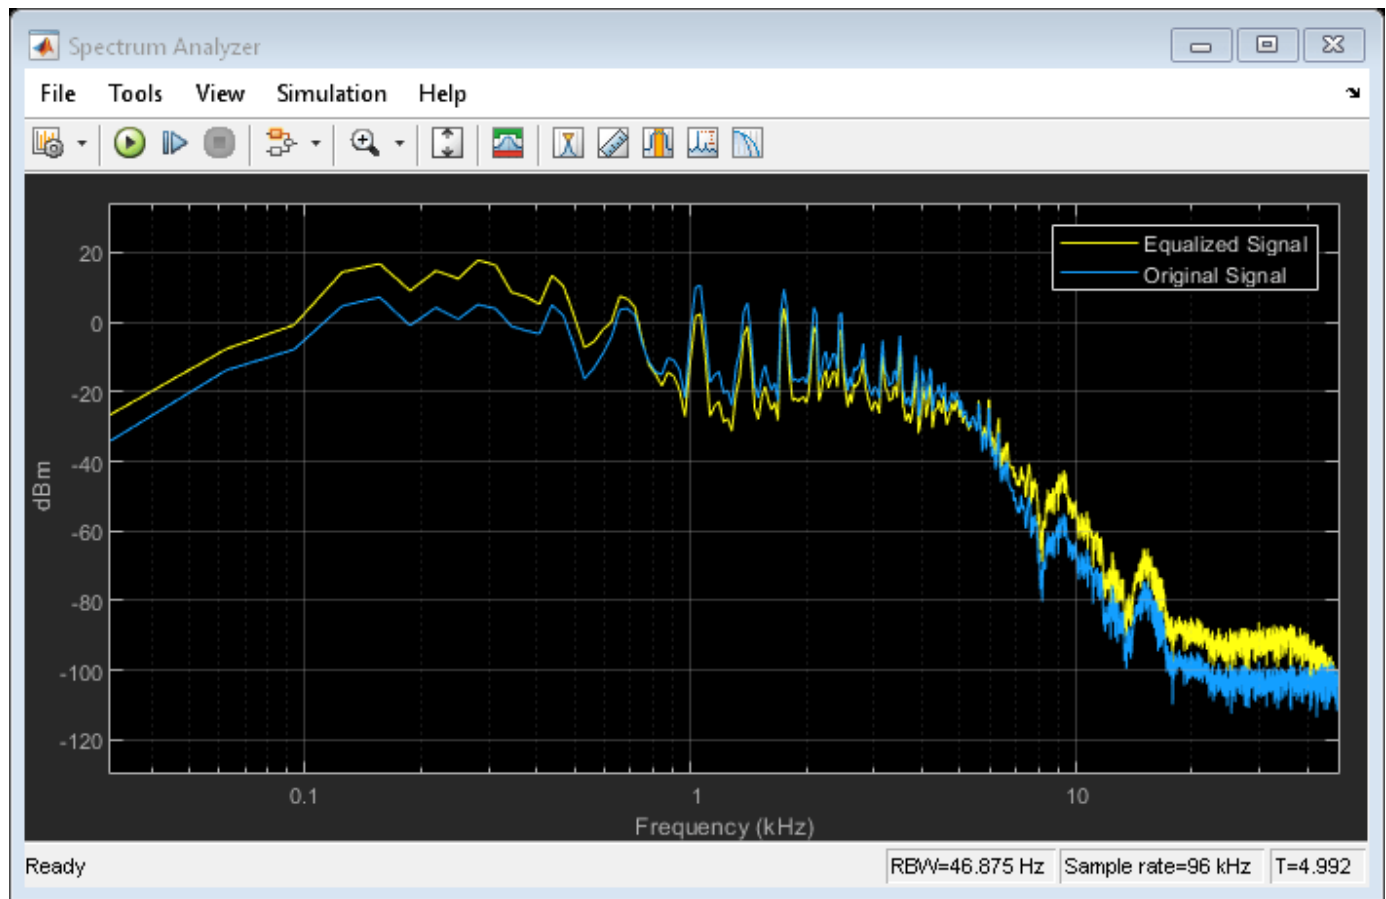 Spectrum Analyzer
File Tools View Simulation Help
Equalized Signal
Original Signal
20
0
-20
-40
-60
-80
-100
-120
dBm
0.1 1 10
Frequency (kHz)
Ready RBW=46.875 Hz Sample rate=96 kHz T=4.992